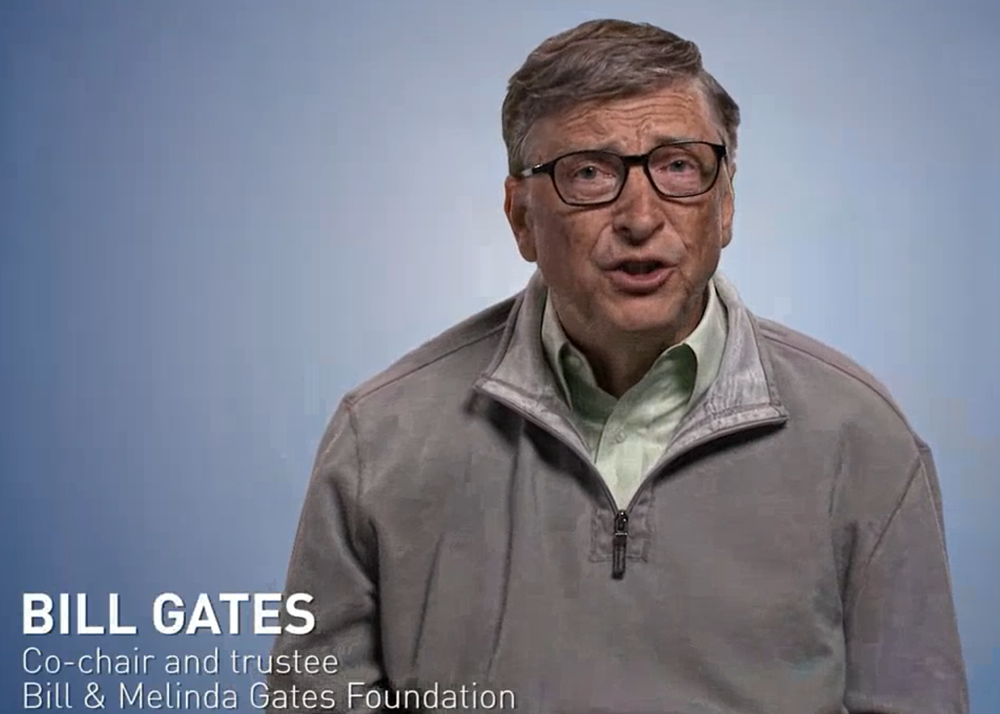 BILL GATES
Co-chair and trustee
Bill & Melinda Gates Foundation